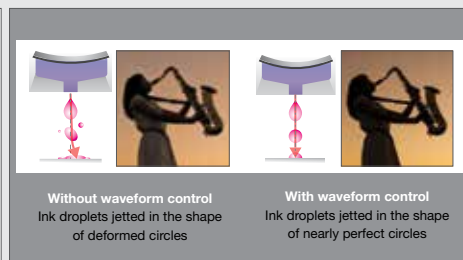 Without waveform control
Ink droplets jetted in the shape
of deformed circles
With waveform control
Ink droplets jetted in the shape
of nearly perfect circles